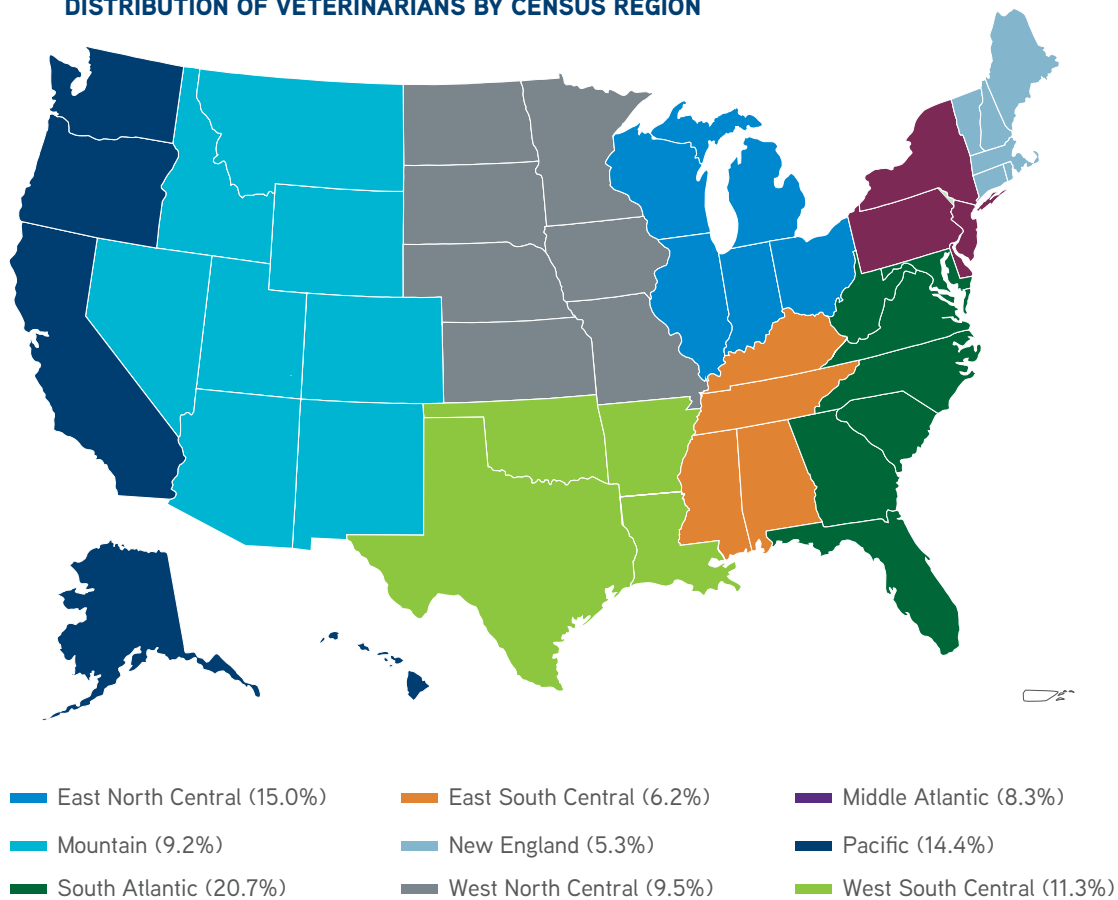 DISTRIBUTION OF VETERINARIANS BY CENSUS REGION
East North Central (15.0%)
East South Central (6.2%)
Middle Atlantic (8.3%)
Mountain (9.2%)
New England (5.3%)
Pacific (14.4%)
South Atlantic (20.7%)
West North Central (9.5%)
West South Central (11.3%)